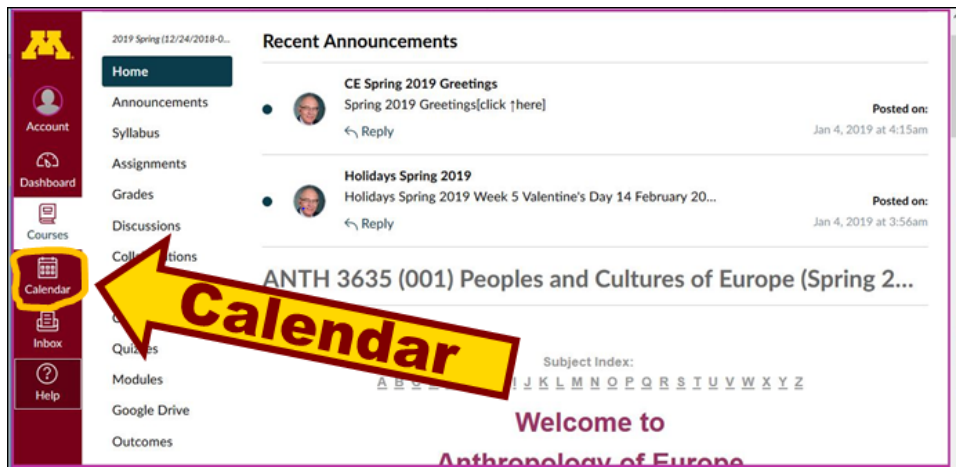 M
Account
Dashboard
Courses
Calendar
Inbox
Help
2019 Spring (12/24/2018-0...
Home
Announcements
Syllabus
Assignments
Grades
Discussions
Quizzes
Modules
Google Drive
Outcomes
Recent Announcements
CE Spring 2019 Greetings
Spring 2019 Greetings[click ↑here]
Reply
Posted on:
Jan 4, 2019 at 4:15am
Holidays Spring 2019
Holidays Spring 2019 Week 5 Valentine's Day 14 February 20...
Reply
Posted on:
Jan 4, 2019 at 3:56am
ANTH 3635 (001) Peoples and Cultures of Europe (Spring 2...
Calendar
Subject Index:
A B C I J K L M N O P Q R S T U V W X Y Z
Welcome to
Anthropology of Europe